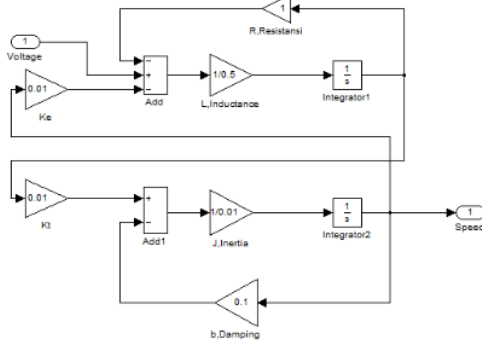 1
R,Resistansi
1
Voltage
−
+
−
Add
1/0.5
L,Inductance
1
s
Integrator1
0.01
Ke
0.01
Kt
+
−
Add1
1/0.01
J,Inertia
1
s
Integrator2
1
Speed
0.1
b,Damping